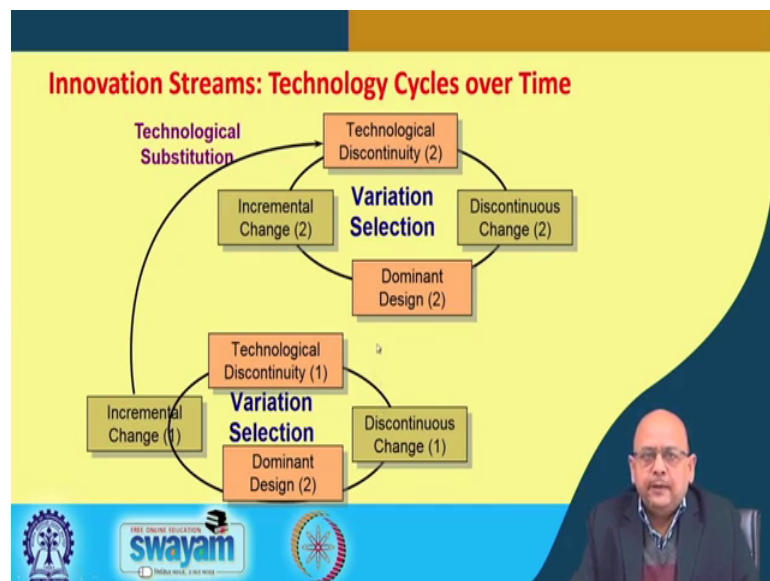 Innovation Streams: Technology Cycles over Time
Technological
Substitution
Technological
Discontinuity (2)
Incremental
Change (2)
Variation
Selection
Discontinuous
Change (2)
Dominant
Design (2)
Technological
Discontinuity (1)
Incremental
Change (1)
Variation
Selection
Discontinuous
Change (1)
Dominant
Design (2)
FREE ONLINE EDUCATION
swayam